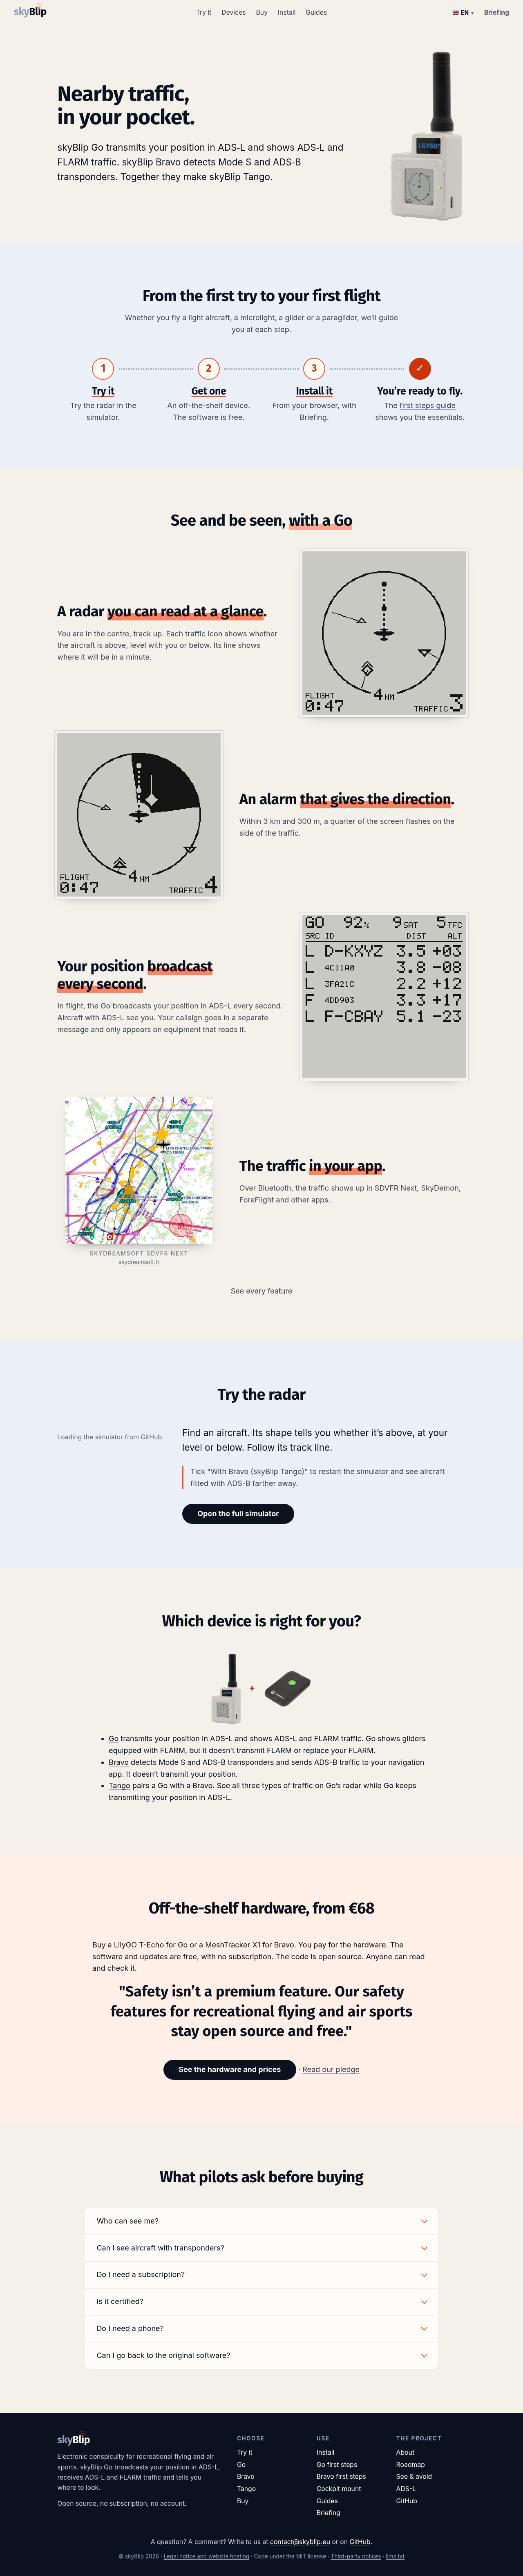 skyBlip
Try it
Devices
Buy
Install
Guides
EN
Briefing
Nearby traffic,
in your pocket.
skyBlip Go transmits your position in ADS-L and shows ADS-L and
FLARM traffic. skyBlip Bravo detects Mode S and ADS-B
transponders. Together they make skyBlip Tango.
LILYGO
From the first try to your first flight
Whether you fly a light aircraft, a microlight, a glider or a paraglider, we’ll guide
you at each step.
1
2
3
✓
Try it
Try the radar in the
simulator.
Get one
An off-the-shelf device.
The software is free.
Install it
From your browser, with
Briefing.
You’re ready to fly.
The first steps guide
shows you the essentials.
See and be seen, with a Go
A radar you can read at a glance.
You are in the centre, track up. Each traffic icon shows whether
the aircraft is above, level with you or below. Its line shows
where it will be in a minute.
FLIGHT
0:47
4 NM
TRAFFIC 3
FLIGHT
0:47
4 NM
TRAFFIC 4
An alarm that gives the direction.
Within 3 km and 300 m, a quarter of the screen flashes on the
side of the traffic.
Your position broadcast
every second.
In flight, the Go broadcasts your position in ADS-L every second.
Aircraft with ADS-L see you. Your callsign goes in a separate
message and only appears on equipment that reads it.
GO 92% 9SAT 5TFC
SRC ID DIST ALT
L D-KXYZ 3.5 +03
L 4C11A0 3.8 -08
L 3FA21C 2.2 +12
F 4DD903 3.3 +17
L F-CBAY 5.1 -23
The traffic in your app.
Over Bluetooth, the traffic shows up in SDVFR Next, SkyDemon,
ForeFlight and other apps.
SKYDREAMSOFT SDVFR NEXT
skydreamsoft.fr
See every feature
Try the radar
Loading the simulator from GitHub.
Find an aircraft. Its shape tells you whether it’s above, at your
level or below. Follow its track line.
Tick "With Bravo (skyBlip Tango)" to restart the simulator and see aircraft
fitted with ADS-B farther away.
Open the full simulator
Which device is right for you?
+
Go transmits your position in ADS-L and shows ADS-L and FLARM traffic. Go shows gliders
equipped with FLARM, but it doesn’t transmit FLARM or replace your FLARM.
Bravo detects Mode S and ADS-B transponders and sends ADS-B traffic to your navigation
app. It doesn’t transmit your position.
Tango pairs a Go with a Bravo. See all three types of traffic on Go’s radar while Go keeps
transmitting your position in ADS-L.
Off-the-shelf hardware, from €68
Buy a LilyGO T-Echo for Go or a MeshTracker X1 for Bravo. You pay for the hardware. The
software and updates are free, with no subscription. The code is open source. Anyone can read
and check it.
"Safety isn’t a premium feature. Our safety
features for recreational flying and air sports
stay open source and free."
See the hardware and prices · Read our pledge
What pilots ask before buying
Who can see me?
Can I see aircraft with transponders?
Do I need a subscription?
Is it certified?
Do I need a phone?
Can I go back to the original software?
skyBlip
Electronic conspicuity for recreational flying and air
sports. skyBlip Go broadcasts your position in ADS-L,
receives ADS-L and FLARM traffic and tells you
where to look.
Open source, no subscription, no account.
CHOOSE
Try it
Go
Bravo
Tango
Buy
USE
Install
Go first steps
Bravo first steps
Cockpit mount
Guides
Briefing
THE PROJECT
About
Roadmap
See & avoid
ADS-L
GitHub
A question? A comment? Write to us at contact@skyblip.eu or on GitHub.
© skyBlip 2026 · Legal notice and website hosting · Code under the MIT license · Third-party notices · llms.txt